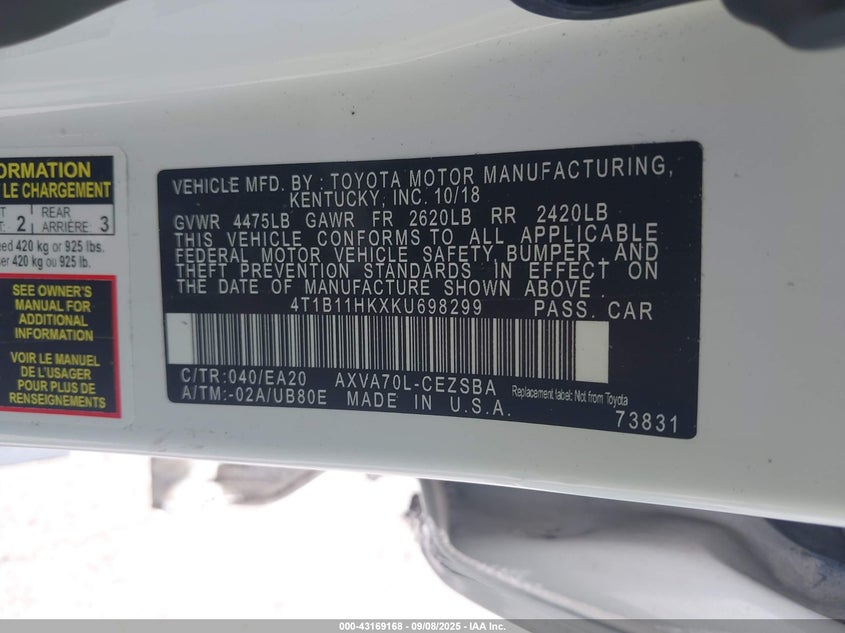 ORMATION
LE CHARGEMENT
2
REAR
ARRIÈRE: 3
eed 420 kg or 925 lbs.
ser 420 kg ou 925 lb.
SEE OWNER'S
MANUAL FOR
ADDITIONAL
INFORMATION
VOIR LE MANUEL
DE L'USAGER
POUR PLUS DE
RENSEIGNEMENTS
VEHICLE MFD. BY : TOYOTA MOTOR MANUFACTURING,
KENTUCKY, INC. 10/18
GVWR 4475LB GAWR FR 2620LB RR 2420LB
THIS VEHICLE CONFORMS TO ALL APPLICABLE
FEDERAL MOTOR VEHICLE SAFETY, BUMPER, AND
THEFT PREVENTION STANDARDS IN EFFECT ON
THE DATE OF MANUFACTURE SHOWN ABOVE.
4T1B11HKXKU698299 PASS. CAR
C/TR:040/EA20 AXVA70L-CEZSBA Replacement label: Not from Toyota
A/TM:-02A/UB80E MADE IN U.S.A.
73831
000-43169168 - 09/08/2025 - IAA Inc.